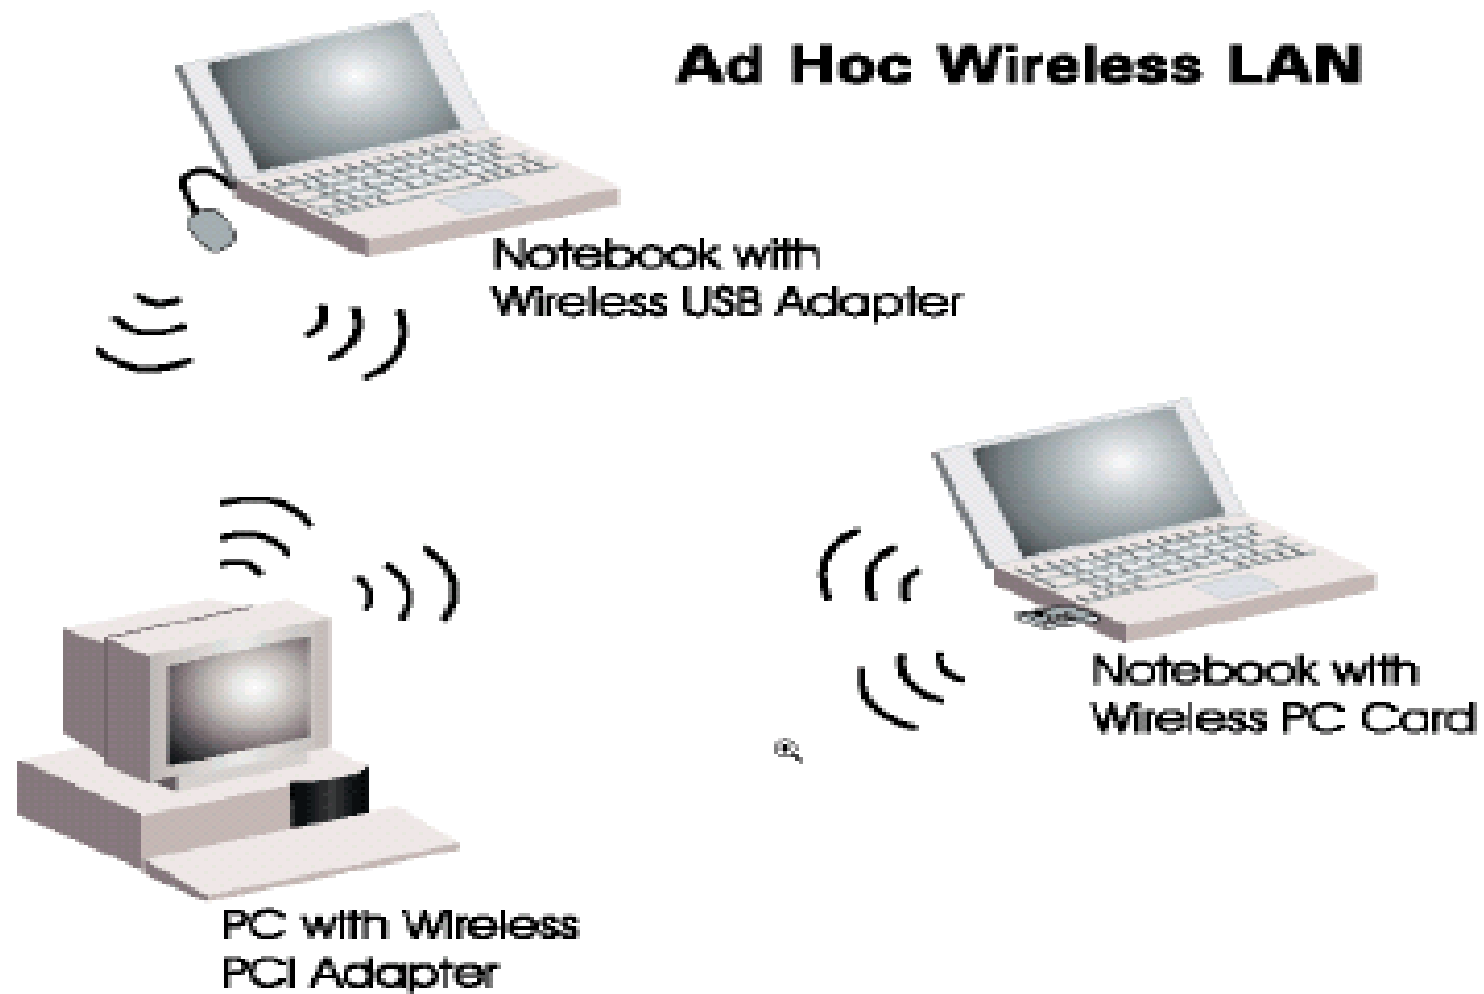 Ad Hoc Wireless LAN
Notebook with
Wireless USB Adapter
Notebook with
Wireless PC Card
PC with Wireless
PCI Adapter